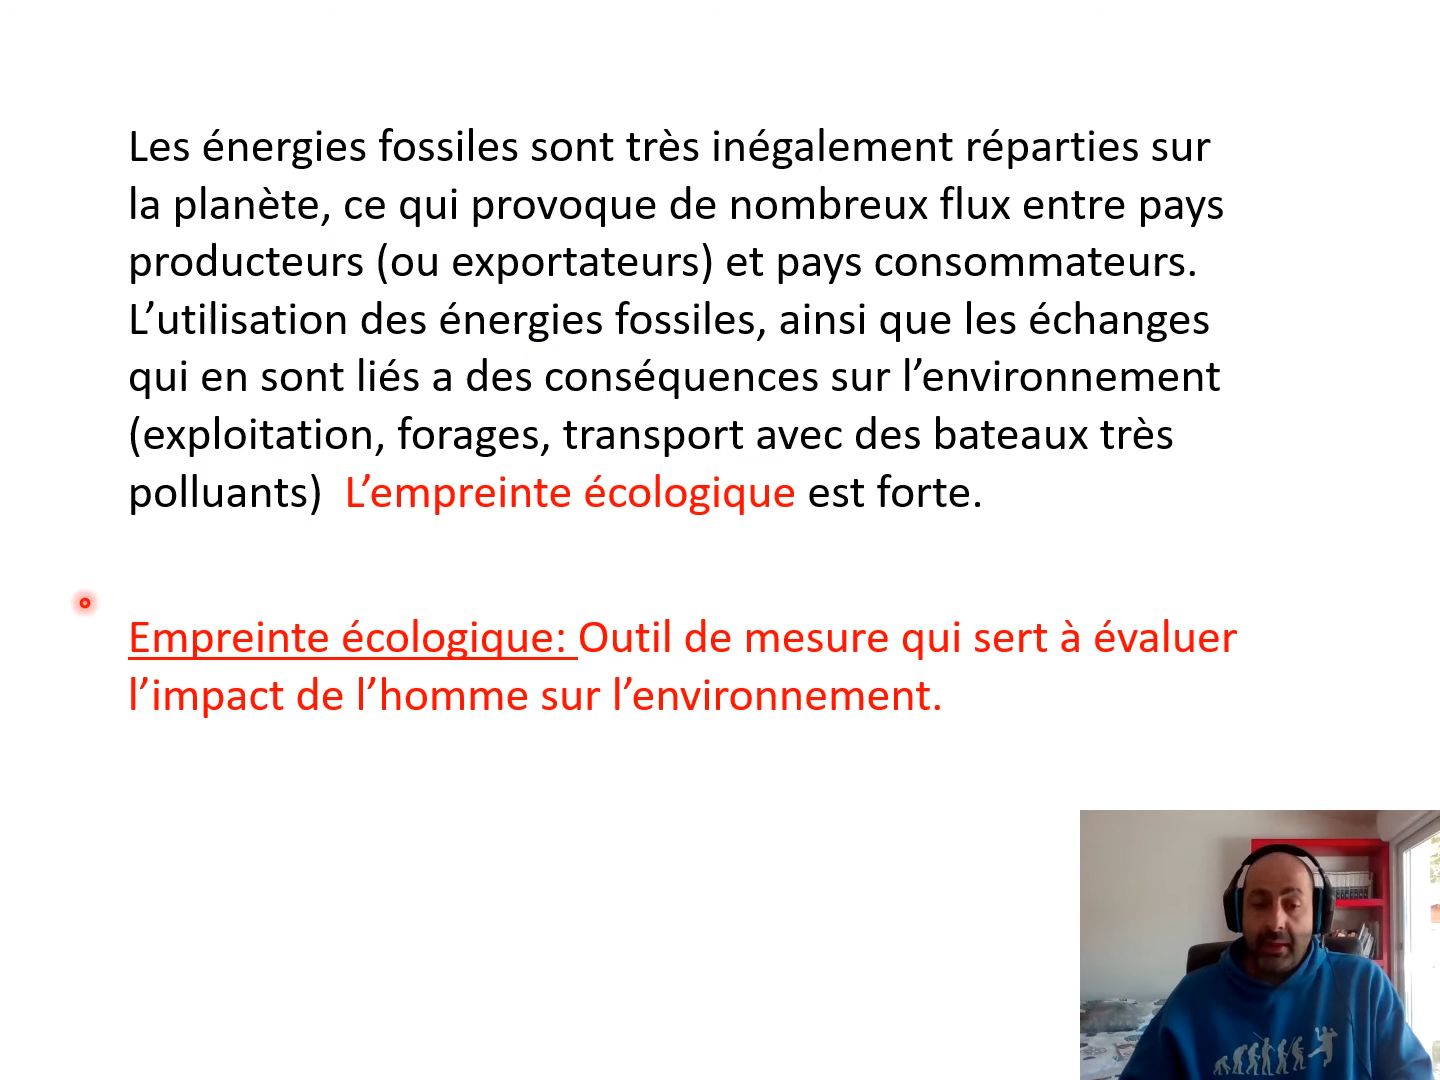 Les énergies fossiles sont très inégalement réparties sur
la planète, ce qui provoque de nombreux flux entre pays
producteurs (ou exportateurs) et pays consommateurs.
L’utilisation des énergies fossiles, ainsi que les échanges
qui en sont liés a des conséquences sur l’environnement
(exploitation, forages, transport avec des bateaux très
polluants)  L’empreinte écologique est forte.
Empreinte écologique: Outil de mesure qui sert à évaluer
l’impact de l’homme sur l’environnement.